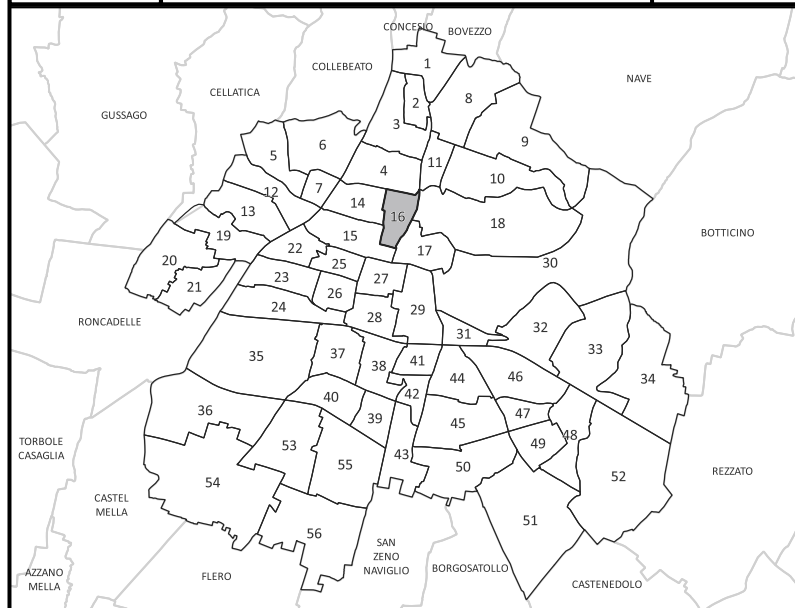 CONCESIO
BOVEZZO
1
COLLEBEATO
NAVE
CELLATICA
8
2
GUSSAGO
3
9
6
5
11
4
10
7
12
14
13
16
18
BOTTICINO
19
15
22
17
20
25
30
23
27
21
26
24
29
28
RONCADELLE
32
31
33
35
37
41
38
44
46
34
42
40
36
47
39
45
48
53
49
TORBOLE
CASAGLIA
43
55
50
REZZATO
52
54
CASTEL
MELLA
51
56
SAN
ZENO
NAVIGLIO
BORGOSATOLLO
AZZANO
MELLA
FLERO
CASTENEDOLO